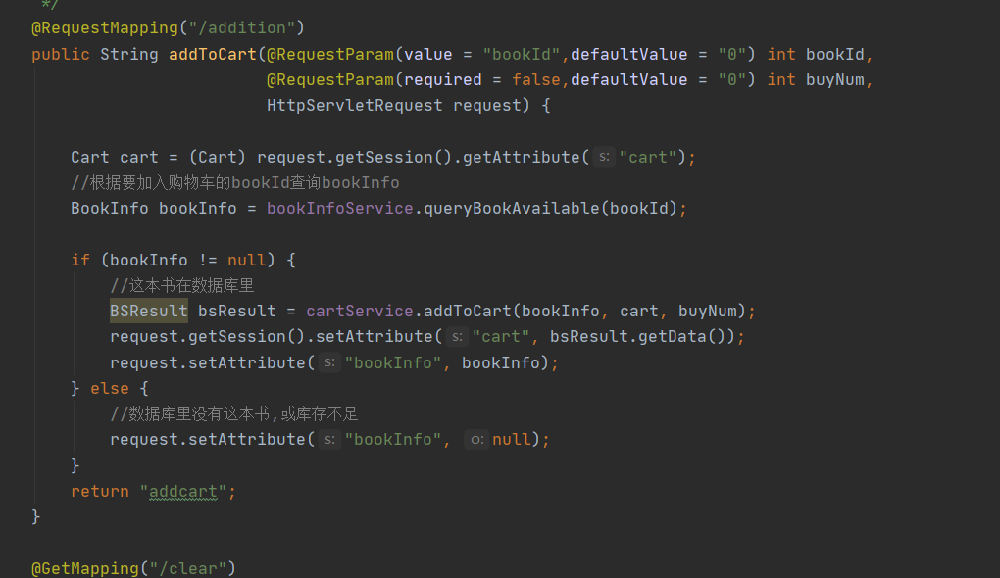 */
@RequestMapping("/addition")
public String addToCart(@RequestParam(value = "bookId",defaultValue = "0") int bookId,
@RequestParam(required = false,defaultValue = "0") int buyNum,
HttpServletRequest request) {
Cart cart = (Cart) request.getSession().getAttribute( s: "cart");
//根据要加入购物车的bookId查询bookInfo
BookInfo bookInfo = bookInfoService.queryBookAvailable(bookId);
if (bookInfo != null) {
//这本书在数据库里
BSResult bsResult = cartService.addToCart(bookInfo, cart, buyNum);
request.getSession().setAttribute( s: "cart", bsResult.getData());
request.setAttribute( s: "bookInfo", bookInfo);
} else {
//数据库里没有这本书,或库存不足
request.setAttribute( s: "bookInfo", o: null);
}
return "addcart";
}
@GetMapping("/clear")